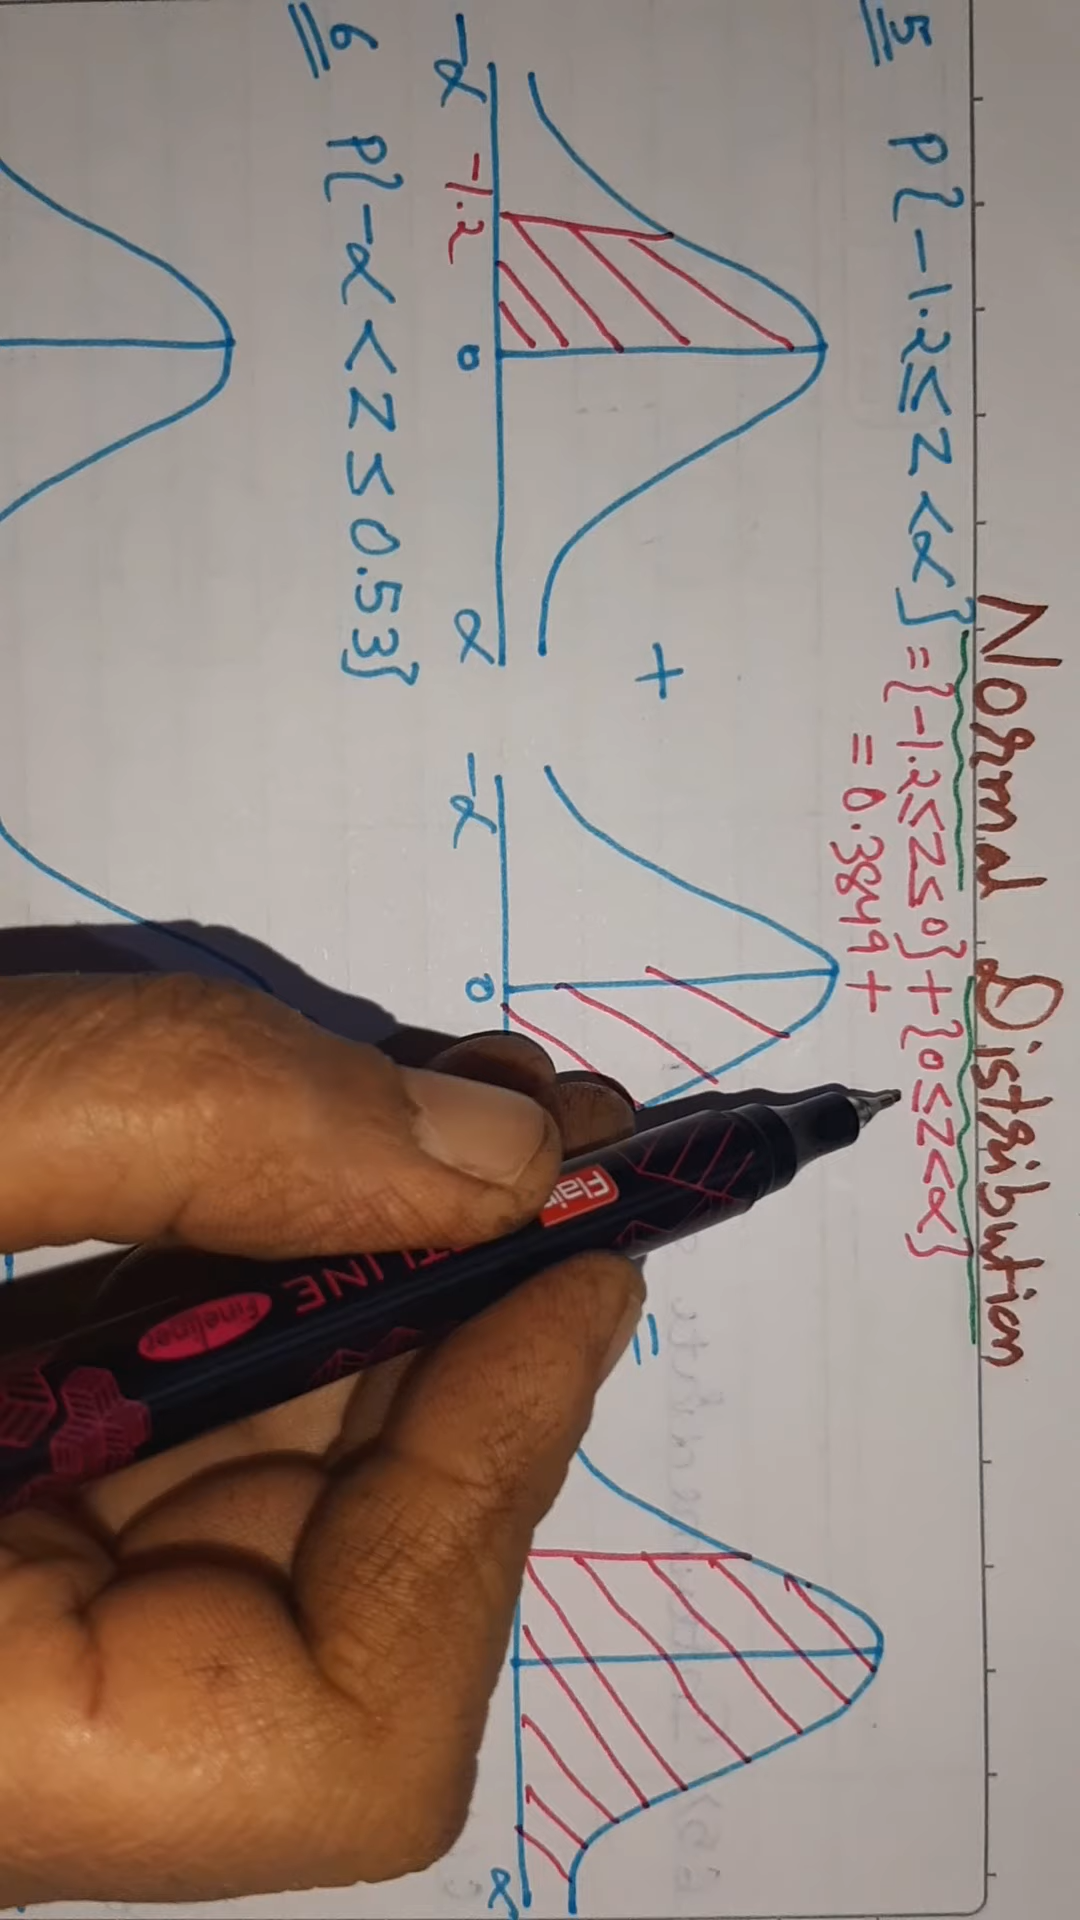 Normal Distribution
5 P{-1.2≤Z<α} = {-1.2≤Z≤0} + {0≤Z<α}
= 0.3849 +
+
=
-α -1.2 0 α
-α 0
α
6 P{-α<Z≤0.53}
Flair
fineliner